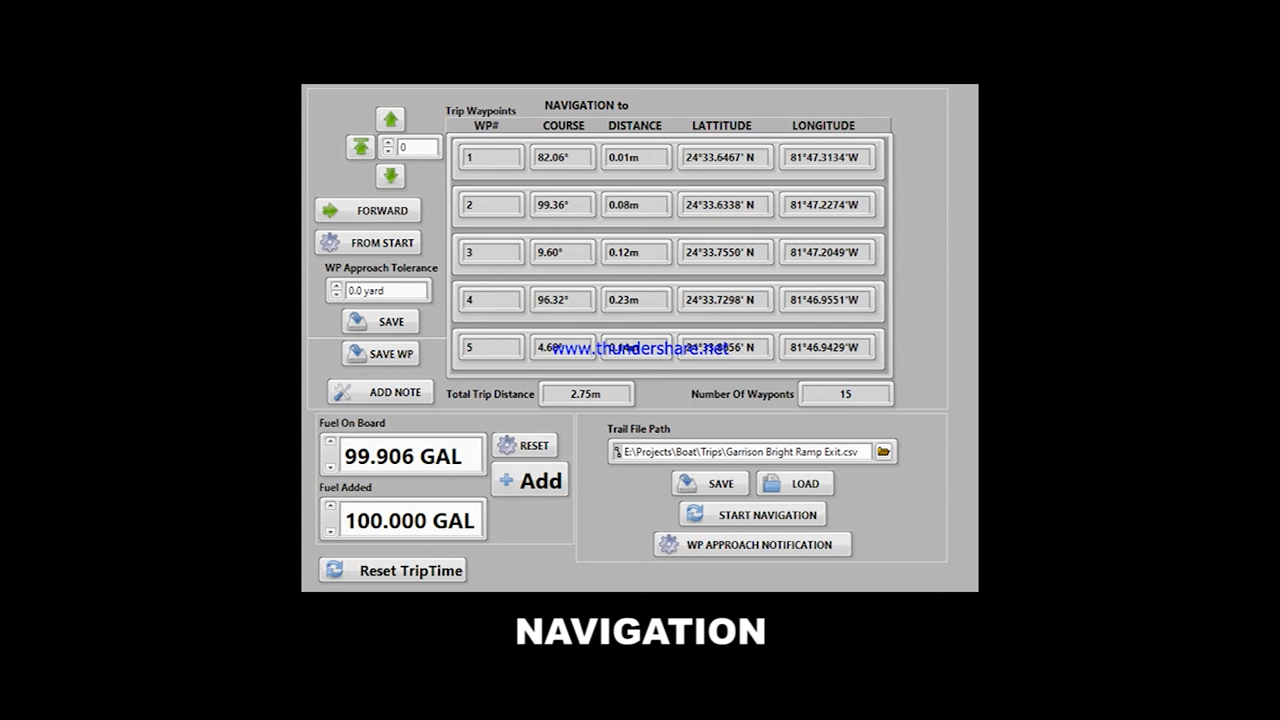 Trip Waypoints
NAVIGATION to
WP# COURSE DISTANCE LATTITUDE LONGITUDE
0
1 82.06° 0.01m 24°33.6467' N 81°47.3134'W
2 99.36° 0.08m 24°33.6338' N 81°47.2274'W
FORWARD
FROM START
3 9.60° 0.12m 24°33.7550' N 81°47.2049'W
WP Approach Tolerance
0.0 yard
4 96.32° 0.23m 24°33.7298' N 81°46.9551'W
SAVE
SAVE WP
5 81°46.9429'W
www.thundershare.net
ADD NOTE
Total Trip Distance 2.75m
Number Of Wayponts 15
Fuel On Board
99.906 GAL
RESET
Add
Fuel Added
100.000 GAL
Reset TripTime
Trail File Path
E:\Projects\Boat\Trips\Garrison Bright Ramp Exit.csv
SAVE LOAD
START NAVIGATION
WP APPROACH NOTIFICATION
NAVIGATION